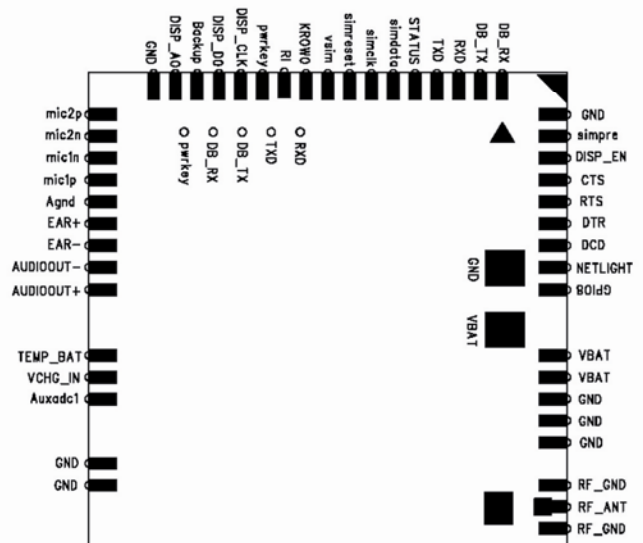 GND
DISP_A0
Backup
DISP_D0
DISP_CLK
pwrkey
RI
KROW0
vsim
simreset
simclk
simdata
STATUS
TXD
RXD
DB_TX
DB_RX
mic2p
mic2n
mic1n
mic1p
Agnd
EAR+
EAR-
AUDIOOUT-
AUDIOOUT+
TEMP_BAT
VCHG_IN
Auxadc1
GND
GND
pwrkey
DB_RX
DB_TX
TXD
RXD
GND
VBAT
GND
simpre
DISP_EN
CTS
RTS
DTR
DCD
NETLIGHT
GPIO8
VBAT
VBAT
GND
GND
GND
RF_GND
RF_ANT
RF_GND